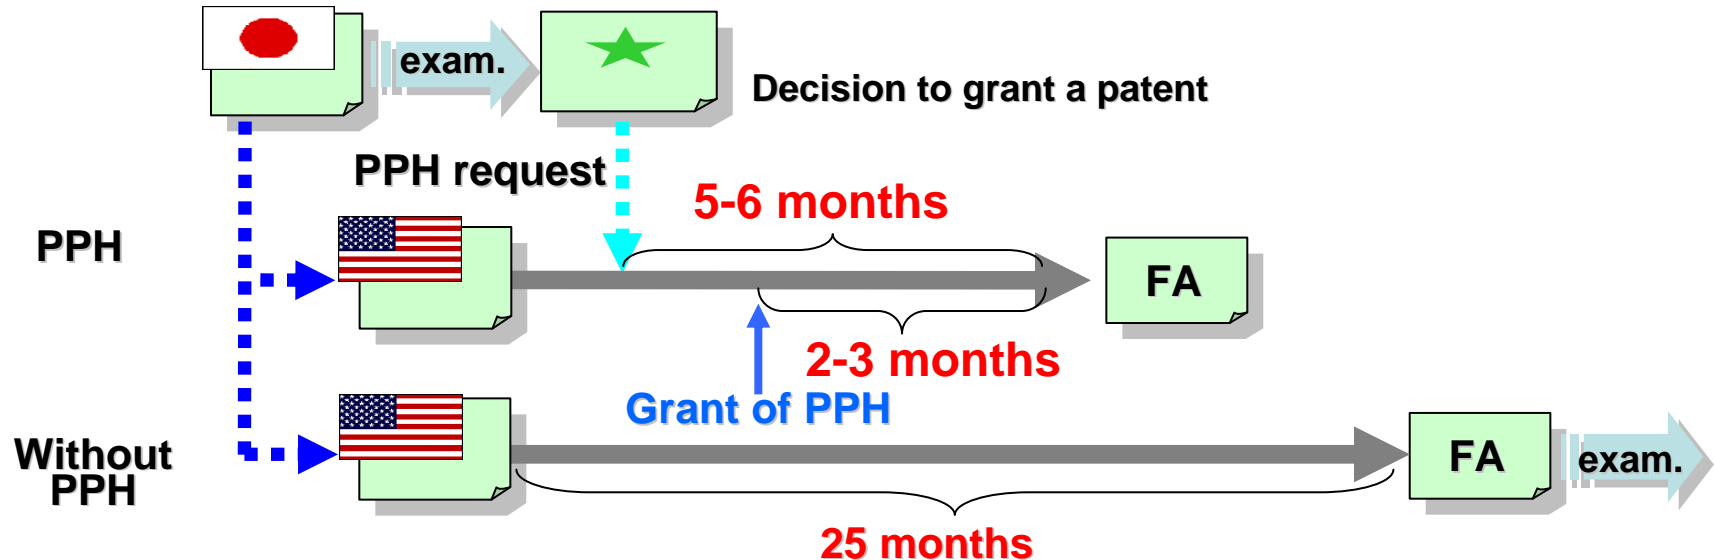 exam.
Decision to grant a patent
PPH request
5-6 months
PPH
FA
2-3 months
Grant of PPH
Without
PPH
FA
exam.
25 months